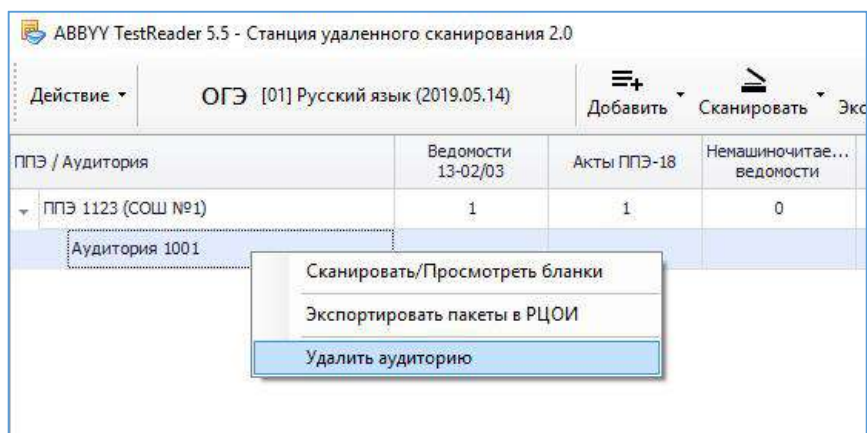 ABBYY TestReader 5.5 - Станция удаленного сканирования 2.0
Действие ОГЭ [01] Русский язык (2019.05.14) Добавить Сканировать Экс
ППЭ / Аудитория Ведомости 13-02/03 Акты ППЭ-18 Немашиночитае... ведомости
ППЭ 1123 (СОШ №1) 1 1 0
Аудитория 1001
Сканировать/Просмотреть бланки
Экспортировать пакеты в РЦОИ
Удалить аудиторию